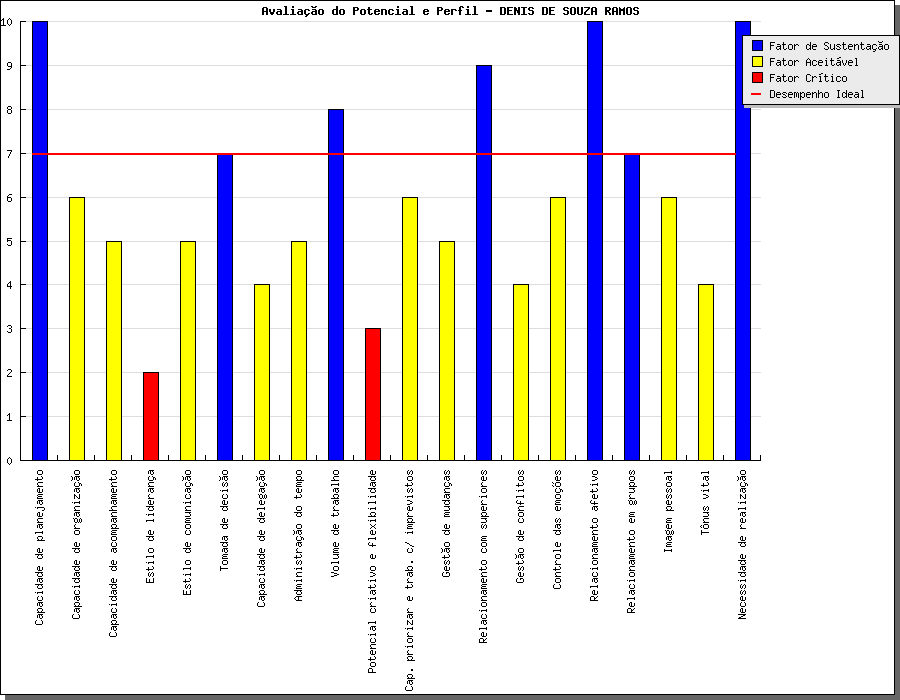 Avaliação do Potencial e Perfil - DENIS DE SOUZA RAMOS
Fator de Sustentação
Fator Aceitável
Fator Crítico
Desempenho Ideal
10
9
8
7
6
5
4
3
2
1
0
Capacidade de planejamento
Capacidade de organização
Capacidade de acompanhamento
Estilo de liderança
Estilo de comunicação
Tomada de decisão
Capacidade de delegação
Administração do tempo
Volume de trabalho
Potencial criativo e flexibilidade
Cap. priorizar e trab. c/ imprevistos
Gestão de mudanças
Relacionamento com superiores
Gestão de conflitos
Controle das emoções
Relacionamento afetivo
Relacionamento em grupos
Imagem pessoal
Tônus vital
Necessidade de realização